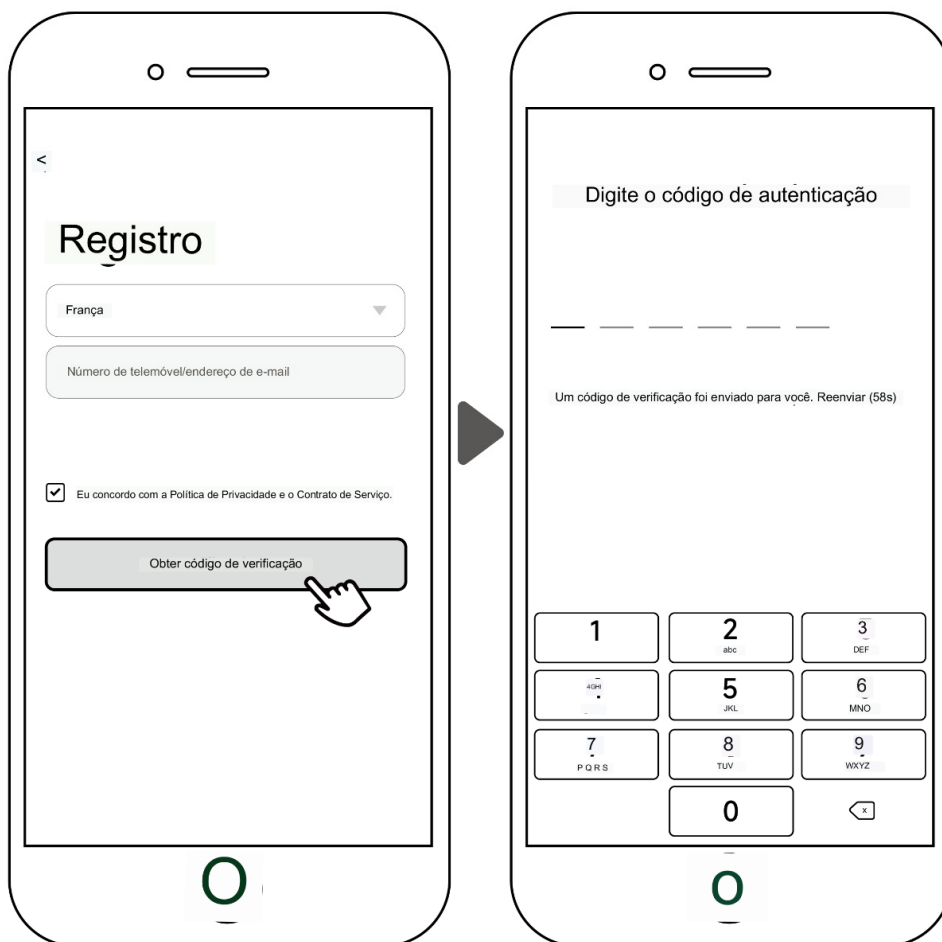 <
Registro
França
Número de telemóvel/endereço de e-mail
Eu concordo com a Política de Privacidade e o Contrato de Serviço.
Obter código de verificação
Digite o código de autenticação
Um código de verificação foi enviado para você. Reenviar (58s)
1
2
abc
3
DEF
4GHI
5
JKL
6
MNO
7
PQRS
8
TUV
9
WXYZ
0
x
O
O